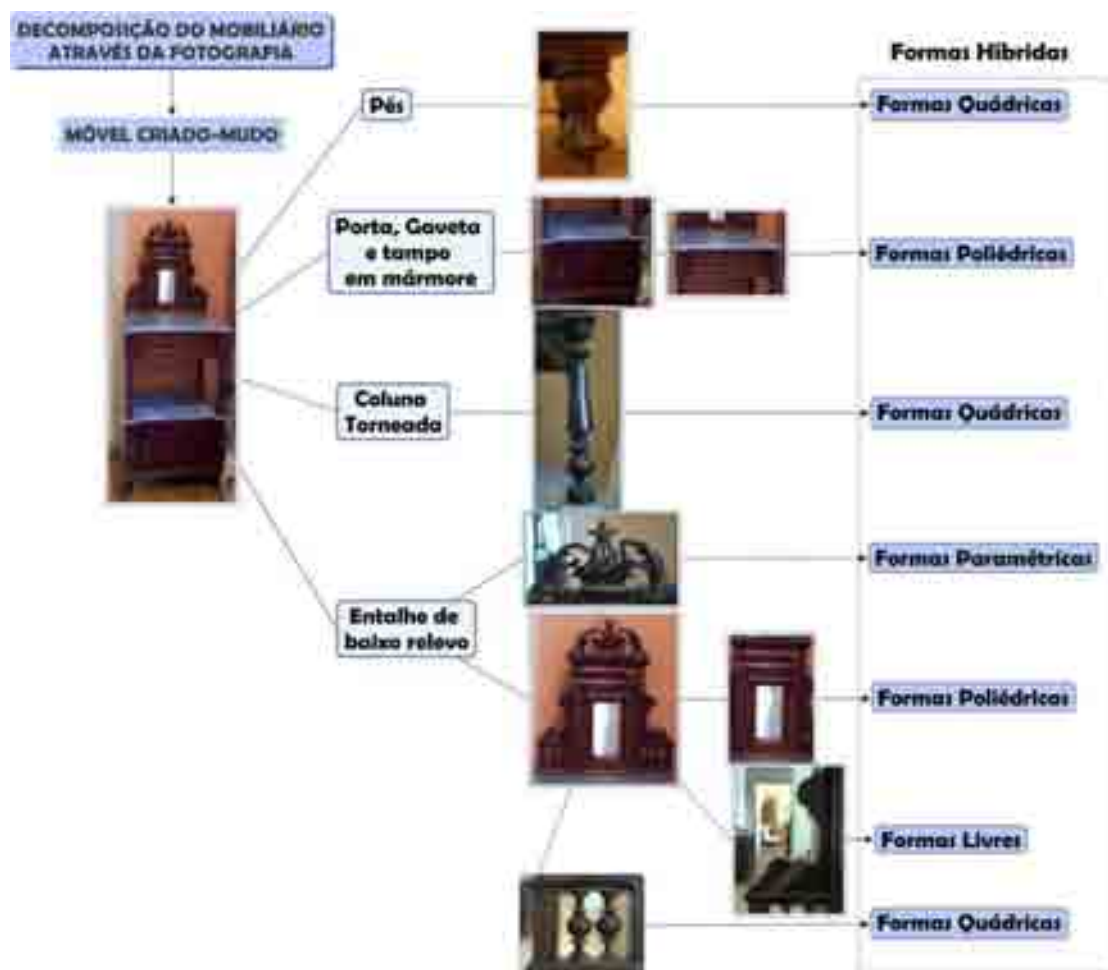 DECOMPOSIÇÃO DO MOBILIÁRIO
ATRAVÉS DA FOTOGRAFIA
MÓVEL CRIADO-MUDO
Pés
Porta, Gaveta
e tampo
em mármore
Coluna
Torneada
Entalhe de
baixo relevo
Formas Híbridas
Formas Quádricas
Formas Poliédricas
Formas Quádricas
Formas Paramétricas
Formas Poliédricas
Formas Livres
Formas Quádricas